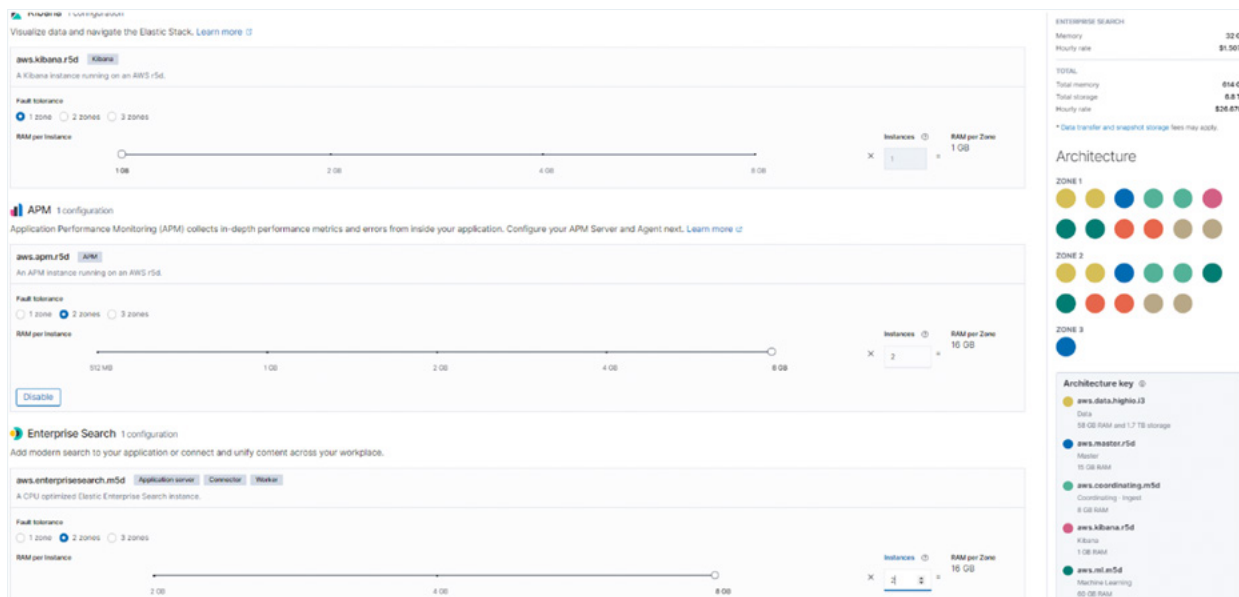 Kibana 1 configuration
Visualize data and navigate the Elastic Stack. Learn more
aws.kibana.r5d Kibana
A Kibana instance running on an AWS r5d.
Fault tolerance
1 zone 2 zones 3 zones
RAM per Instance
1 GB 2 GB 4 GB 8 GB
Instances
× 1 =
RAM per Zone
1 GB
APM 1 configuration
Application Performance Monitoring (APM) collects in-depth performance metrics and errors from inside your application. Configure your APM Server and Agent next. Learn more
aws.apm.r5d APM
An APM instance running on an AWS r5d.
Fault tolerance
1 zone 2 zones 3 zones
RAM per Instance
512 MB 1 GB 2 GB 4 GB 8 GB
Instances
× 2 =
RAM per Zone
16 GB
Disable
Enterprise Search 1 configuration
Add modern search to your application or connect and unify content across your workplace.
aws.enterprisesearch.m5d Application server Connector Worker
A CPU optimized Elastic Enterprise Search instance.
Fault tolerance
1 zone 2 zones 3 zones
RAM per Instance
2 GB 4 GB 8 GB
Instances
× 2 =
RAM per Zone
16 GB
ENTERPRISE SEARCH
Memory 32
Hourly rate
TOTAL
Total memory 614
Total storage 6.8
Hourly rate
* Data transfer and snapshot storage fees may apply.
Architecture
ZONE 1
ZONE 2
ZONE 3
Architecture key
aws.data.highio.i3
Data
58 GB RAM and 1.7 TB storage
aws.master.r5d
Master
15 GB RAM
aws.coordinating.m5d
Coordinating · Ingest
8 GB RAM
aws.kibana.r5d
Kibana
1 GB RAM
aws.ml.m5d
Machine Learning
60 GB RAM